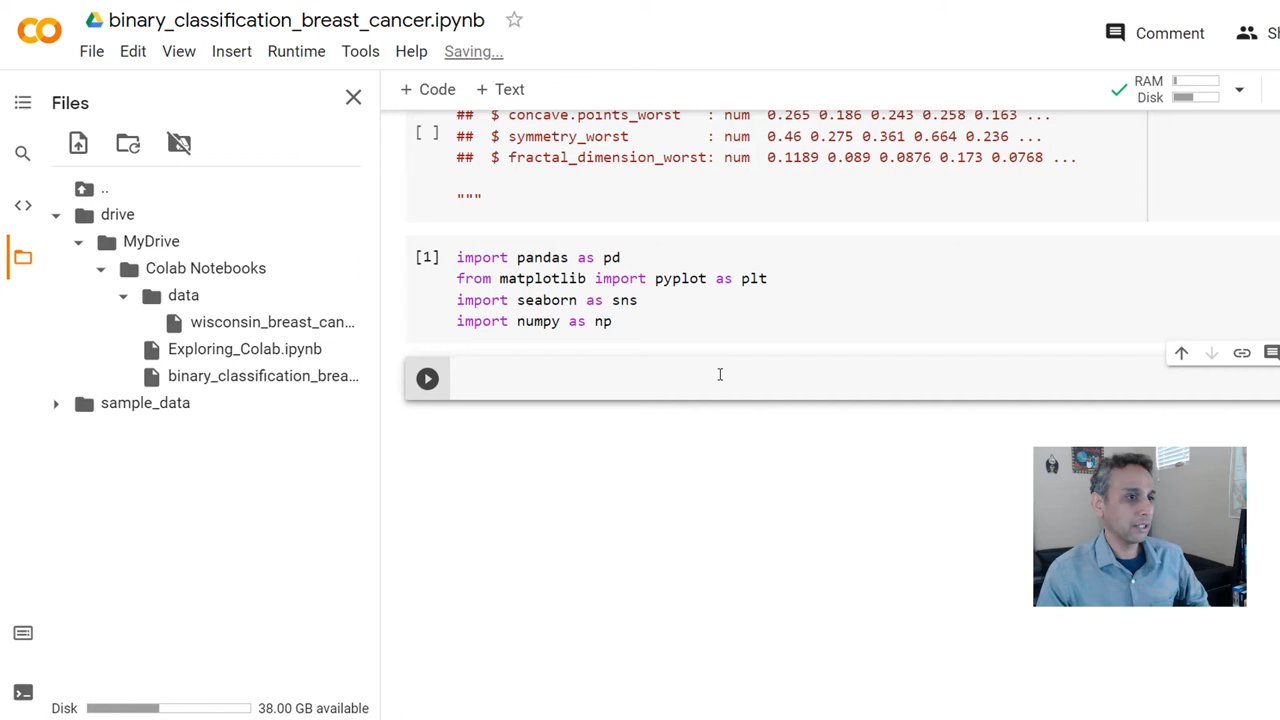 binary_classification_breast_cancer.ipynb
File Edit View Insert Runtime Tools Help Saving...
Comment
Files
+ Code + Text
RAM
Disk
..
drive
MyDrive
Colab Notebooks
data
wisconsin_breast_can...
Exploring_Colab.ipynb
binary_classification_brea...
sample_data
Disk 38.00 GB available
## $ concave.points_worst : num 0.265 0.186 0.243 0.258 0.163 ...
[ ] ## $ symmetry_worst : num 0.46 0.275 0.361 0.664 0.236 ...
## $ fractal_dimension_worst: num 0.1189 0.089 0.0876 0.173 0.0768 ...
"""
[1] import pandas as pd
from matplotlib import pyplot as plt
import seaborn as sns
import numpy as np